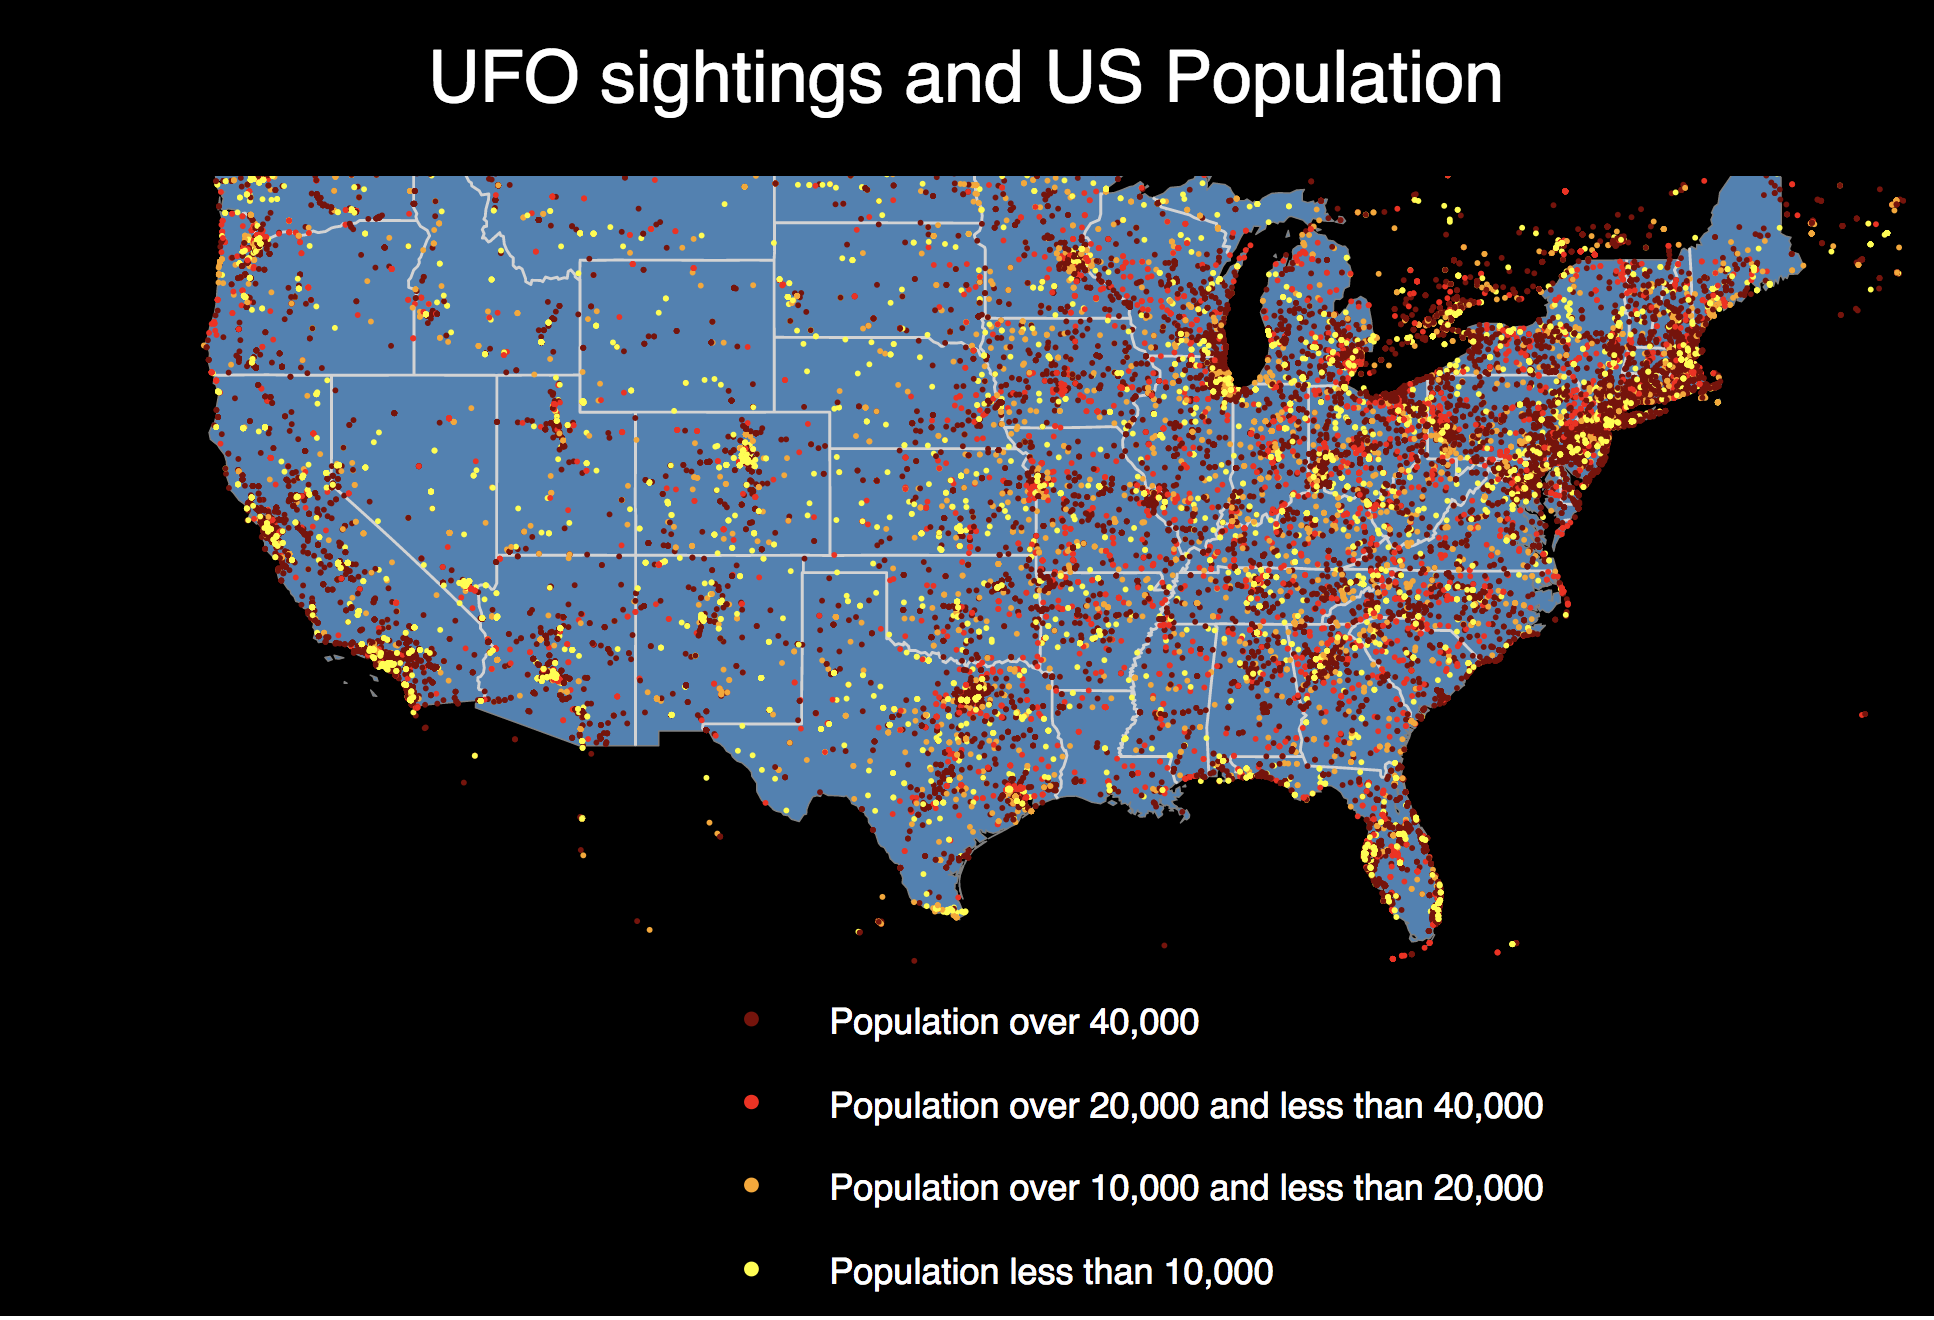 UFO sightings and US Population
Population over 40,000
Population over 20,000 and less than 40,000
Population over 10,000 and less than 20,000
Population less than 10,000